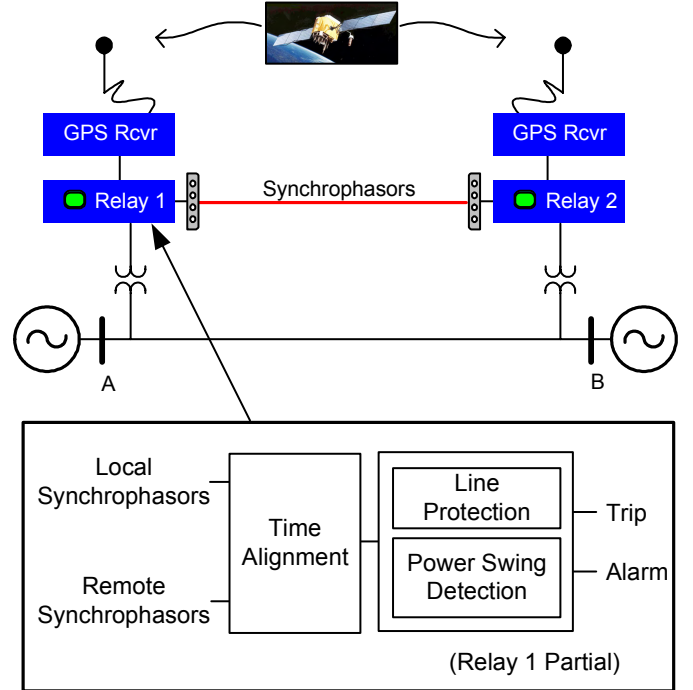 GPS Rcvr
GPS Rcvr
Relay 1
Synchrophasors
Relay 2
A
B
Local
Synchrophasors
Remote
Synchrophasors
Time
Alignment
Line
Protection
Power Swing
Detection
Trip
Alarm
(Relay 1 Partial)